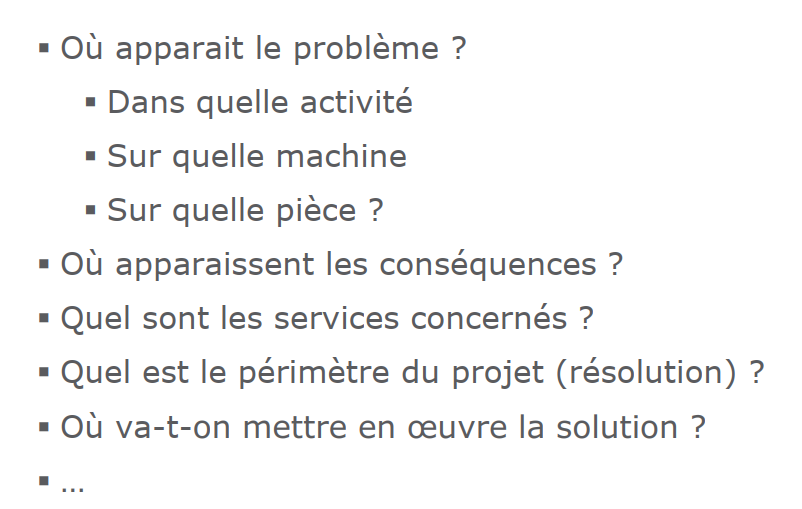 ▪ Où apparait le problème ?
▪ Dans quelle activité
▪ Sur quelle machine
▪ Sur quelle pièce ?
▪ Où apparaissent les conséquences ?
▪ Quel sont les services concernés ?
▪ Quel est le périmètre du projet (résolution) ?
▪ Où va-t-on mettre en œuvre la solution ?
▪ …